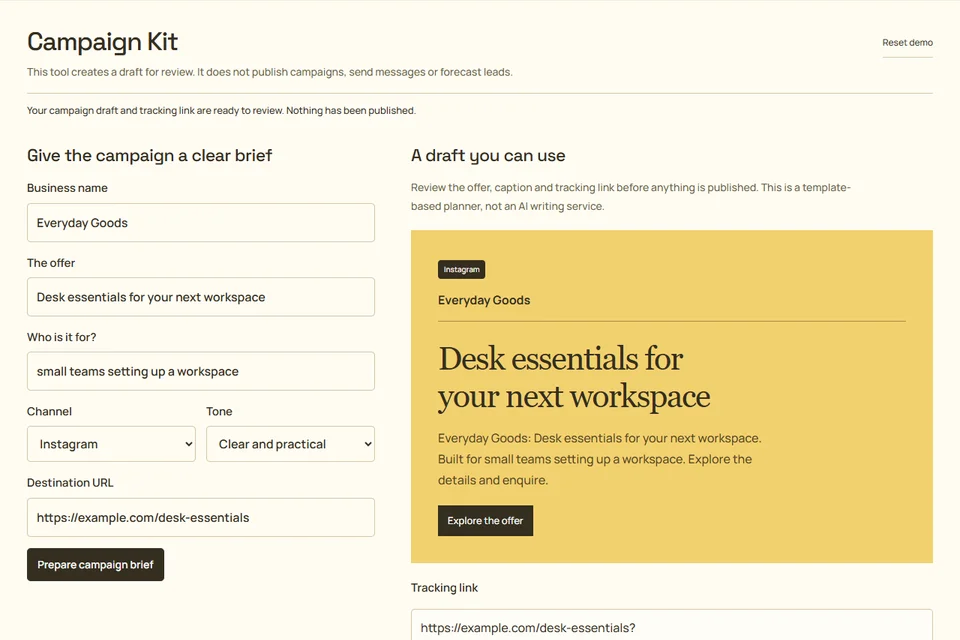 Campaign Kit
Reset demo
This tool creates a draft for review. It does not publish campaigns, send messages or forecast leads.
Your campaign draft and tracking link are ready to review. Nothing has been published.
Give the campaign a clear brief
Business name
Everyday Goods
The offer
Desk essentials for your next workspace
Who is it for?
small teams setting up a workspace
Channel
Tone
Instagram
Clear and practical
Destination URL
https://example.com/desk-essentials
Prepare campaign brief
A draft you can use
Review the offer, caption and tracking link before anything is published. This is a template-
based planner, not an AI writing service.
Instagram
Everyday Goods
Desk essentials for
your next workspace
Everyday Goods: Desk essentials for your next workspace.
Built for small teams setting up a workspace. Explore the
details and enquire.
Explore the offer
Tracking link
https://example.com/desk-essentials?